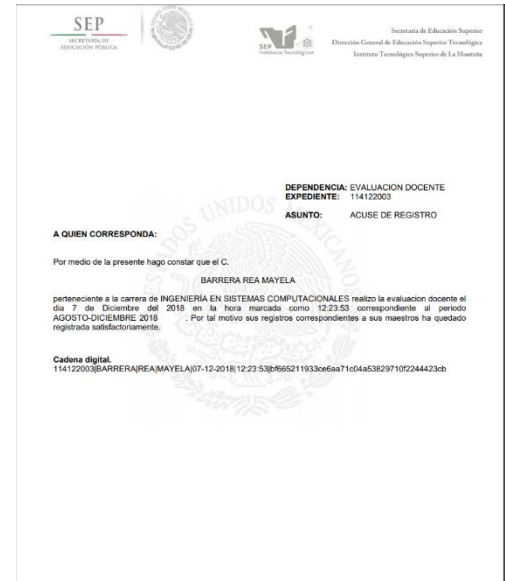 SEP
SECRETARÍA DE
EDUCACIÓN PÚBLICA
SEP
Institutos Tecnológicos
Secretaría de Educación Superior
Dirección General de Educación Superior Tecnológica
Instituto Tecnológico Superior de La Montaña
DEPENDENCIA: EVALUACION DOCENTE
EXPEDIENTE: 114122003
ASUNTO: ACUSE DE REGISTRO
A QUIEN CORRESPONDA:
Por medio de la presente hago constar que el C.
BARRERA REA MAYELA
perteneciente a la carrera de INGENIERÍA EN SISTEMAS COMPUTACIONALES realizo la evaluacion docente el
dia 7 de Diciembre del 2018 en la hora marcada como 12:23:53 correspondiente al periodo
AGOSTO-DICIEMBRE 2018 . Por tal motivo sus registros correspondientes a sus maestros ha quedado
registrada satisfactoriamente.
Cadena digital.
114122003|BARRERA|REA|MAYELA|07-12-2018|12:23:53|bf665211933ce6aa71c04a53829710f2244423cb
UNIDOS MEXICANOS